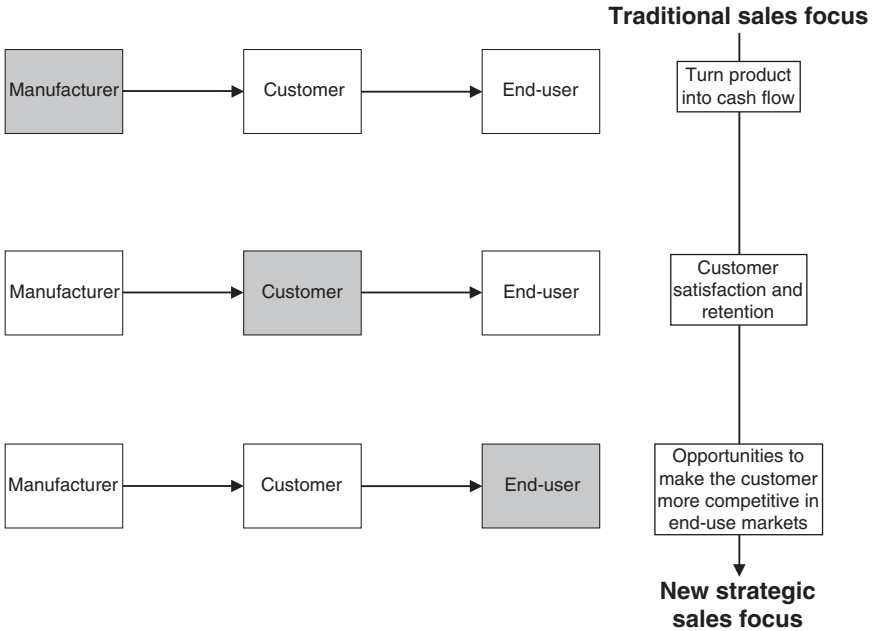 Traditional sales focus
Manufacturer
Customer
End-user
Turn product
into cash flow
Manufacturer
Customer
End-user
Customer
satisfaction and
retention
Manufacturer
Customer
End-user
Opportunities to
make the customer
more competitive in
end-use markets
New strategic
sales focus